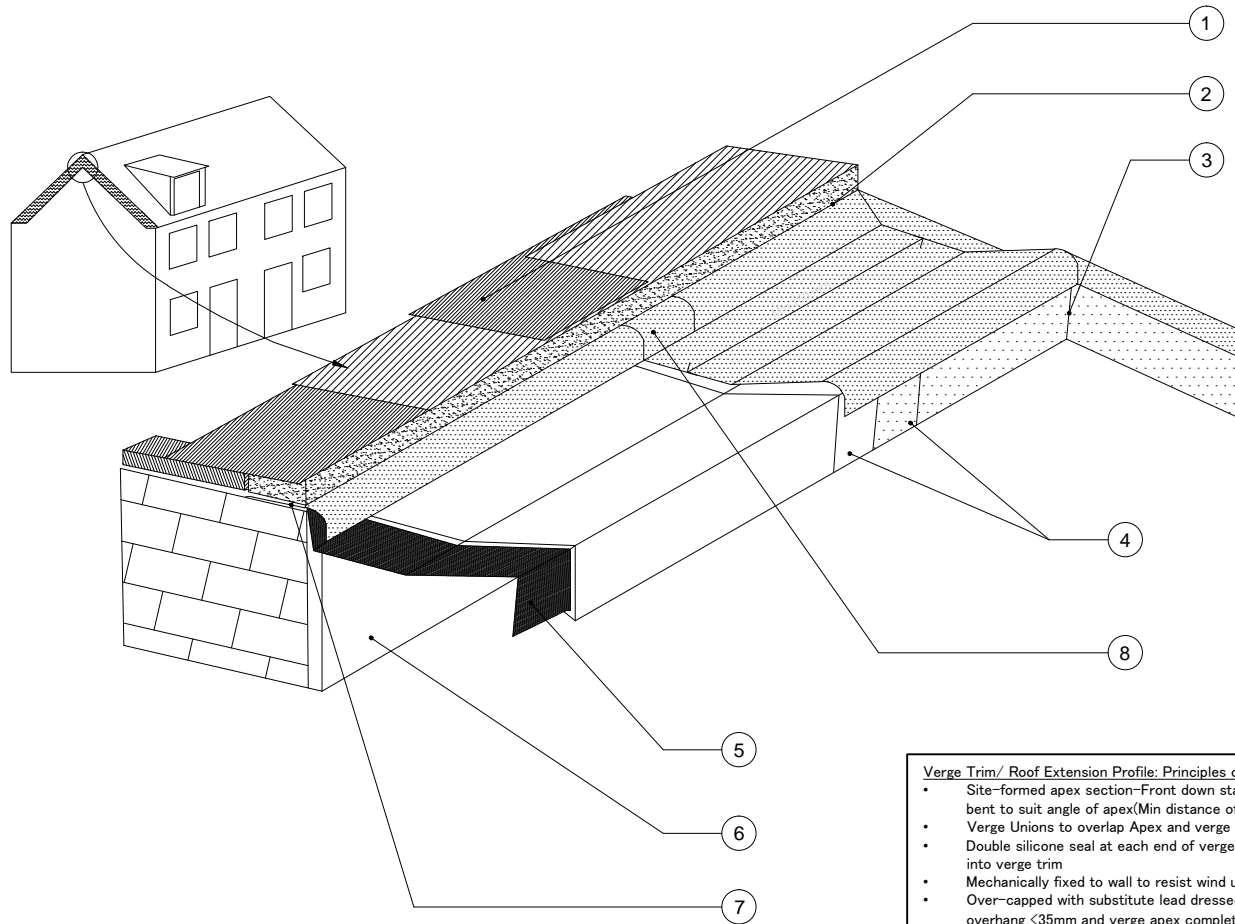 1
2
3
4
8
5
6
7
Verge Trim/ Roof Extension Profile: Principles
• Site-formed apex section-Front down
bent to suit angle of apex(Min distance
• Verge Unions to overlap Apex and verge
• Double silicone seal at each end of verge
into verge trim
• Mechanically fixed to wall to resist wind
• Over-capped with substitute lead dressed
overhang <35mm and verge apex